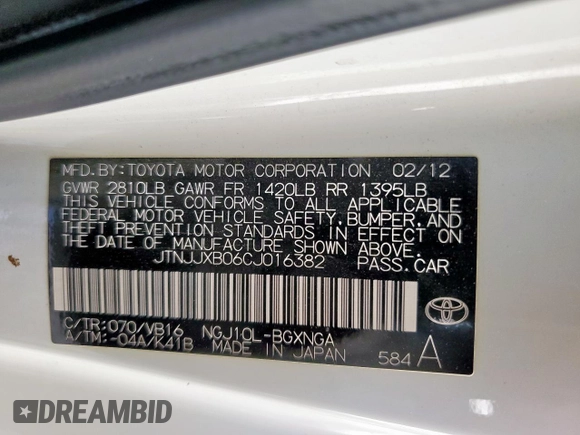 MFD.BY:TOYOTA MOTOR CORPORATION 02/12
GVWR 2810LB GAWR FR 1420LB RR 1395LB
THIS VEHICLE CONFORMS TO ALL APPLICABLE
FEDERAL MOTOR VEHICLE SAFETY,BUMPER,AND
THEFT PREVENTION STANDARDS IN EFFECT ON
THE DATE OF MANUFACTURE SHOWN ABOVE.
JTNJJXB06CJ016382 PASS.CAR
C/TR:070/VB16 NGJ10L-BGXNGA
A/TM:-04A/K41B MADE IN JAPAN 584 A
TOYOTA
DREAMBID